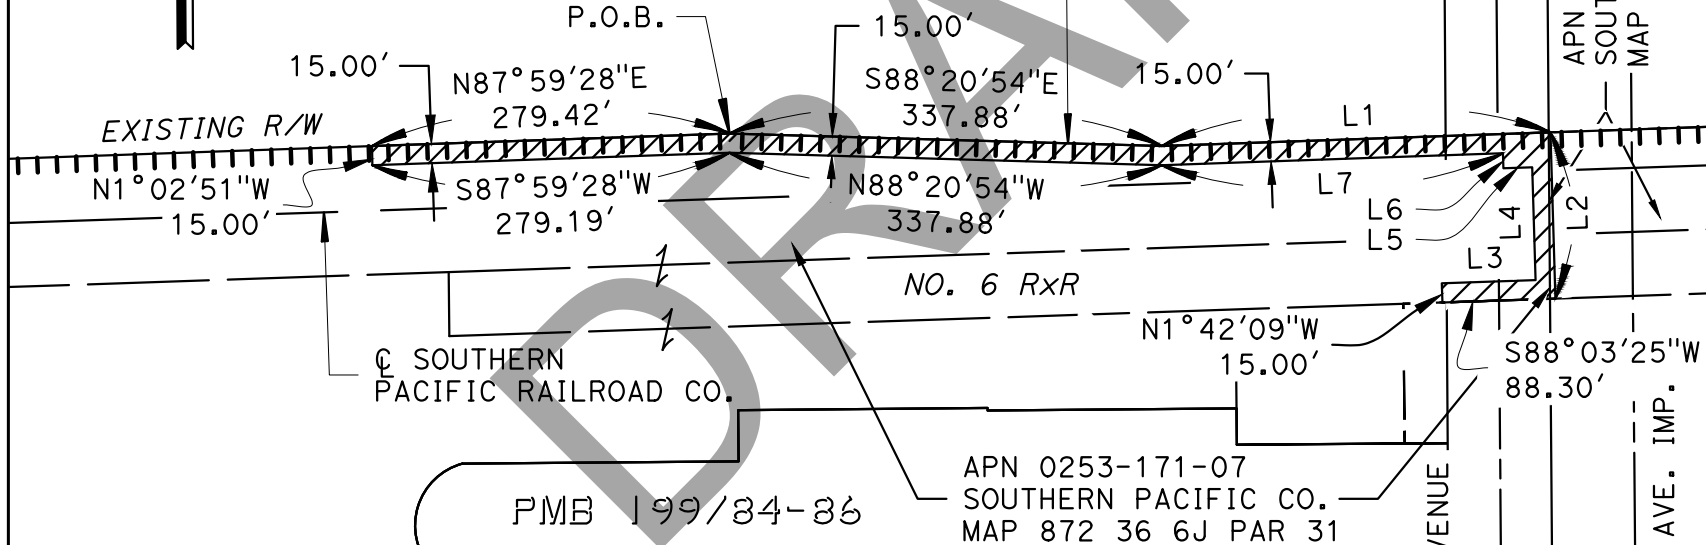 P.O.B.
15.00'
15.00'
N87°59'28"E
279.42'
S88°20'54"E
337.88'
15.00'
L1
EXISTING R/W
N1°02'51"W
15.00'
S87°59'28"W
279.19'
N88°20'54"W
337.88'
L7
L6
L5
L4
L2
L3
NO. 6 RxR
N1°42'09"W
15.00'
S88°03'25"W
88.30'
℄ SOUTHERN
PACIFIC RAILROAD CO.
APN 0253-171-07
SOUTHERN PACIFIC CO.
MAP 872 36 6J PAR 31
PMB 199/84-86
APN
SOUT
MAP
VENUE
AVE. IMP.
DRA